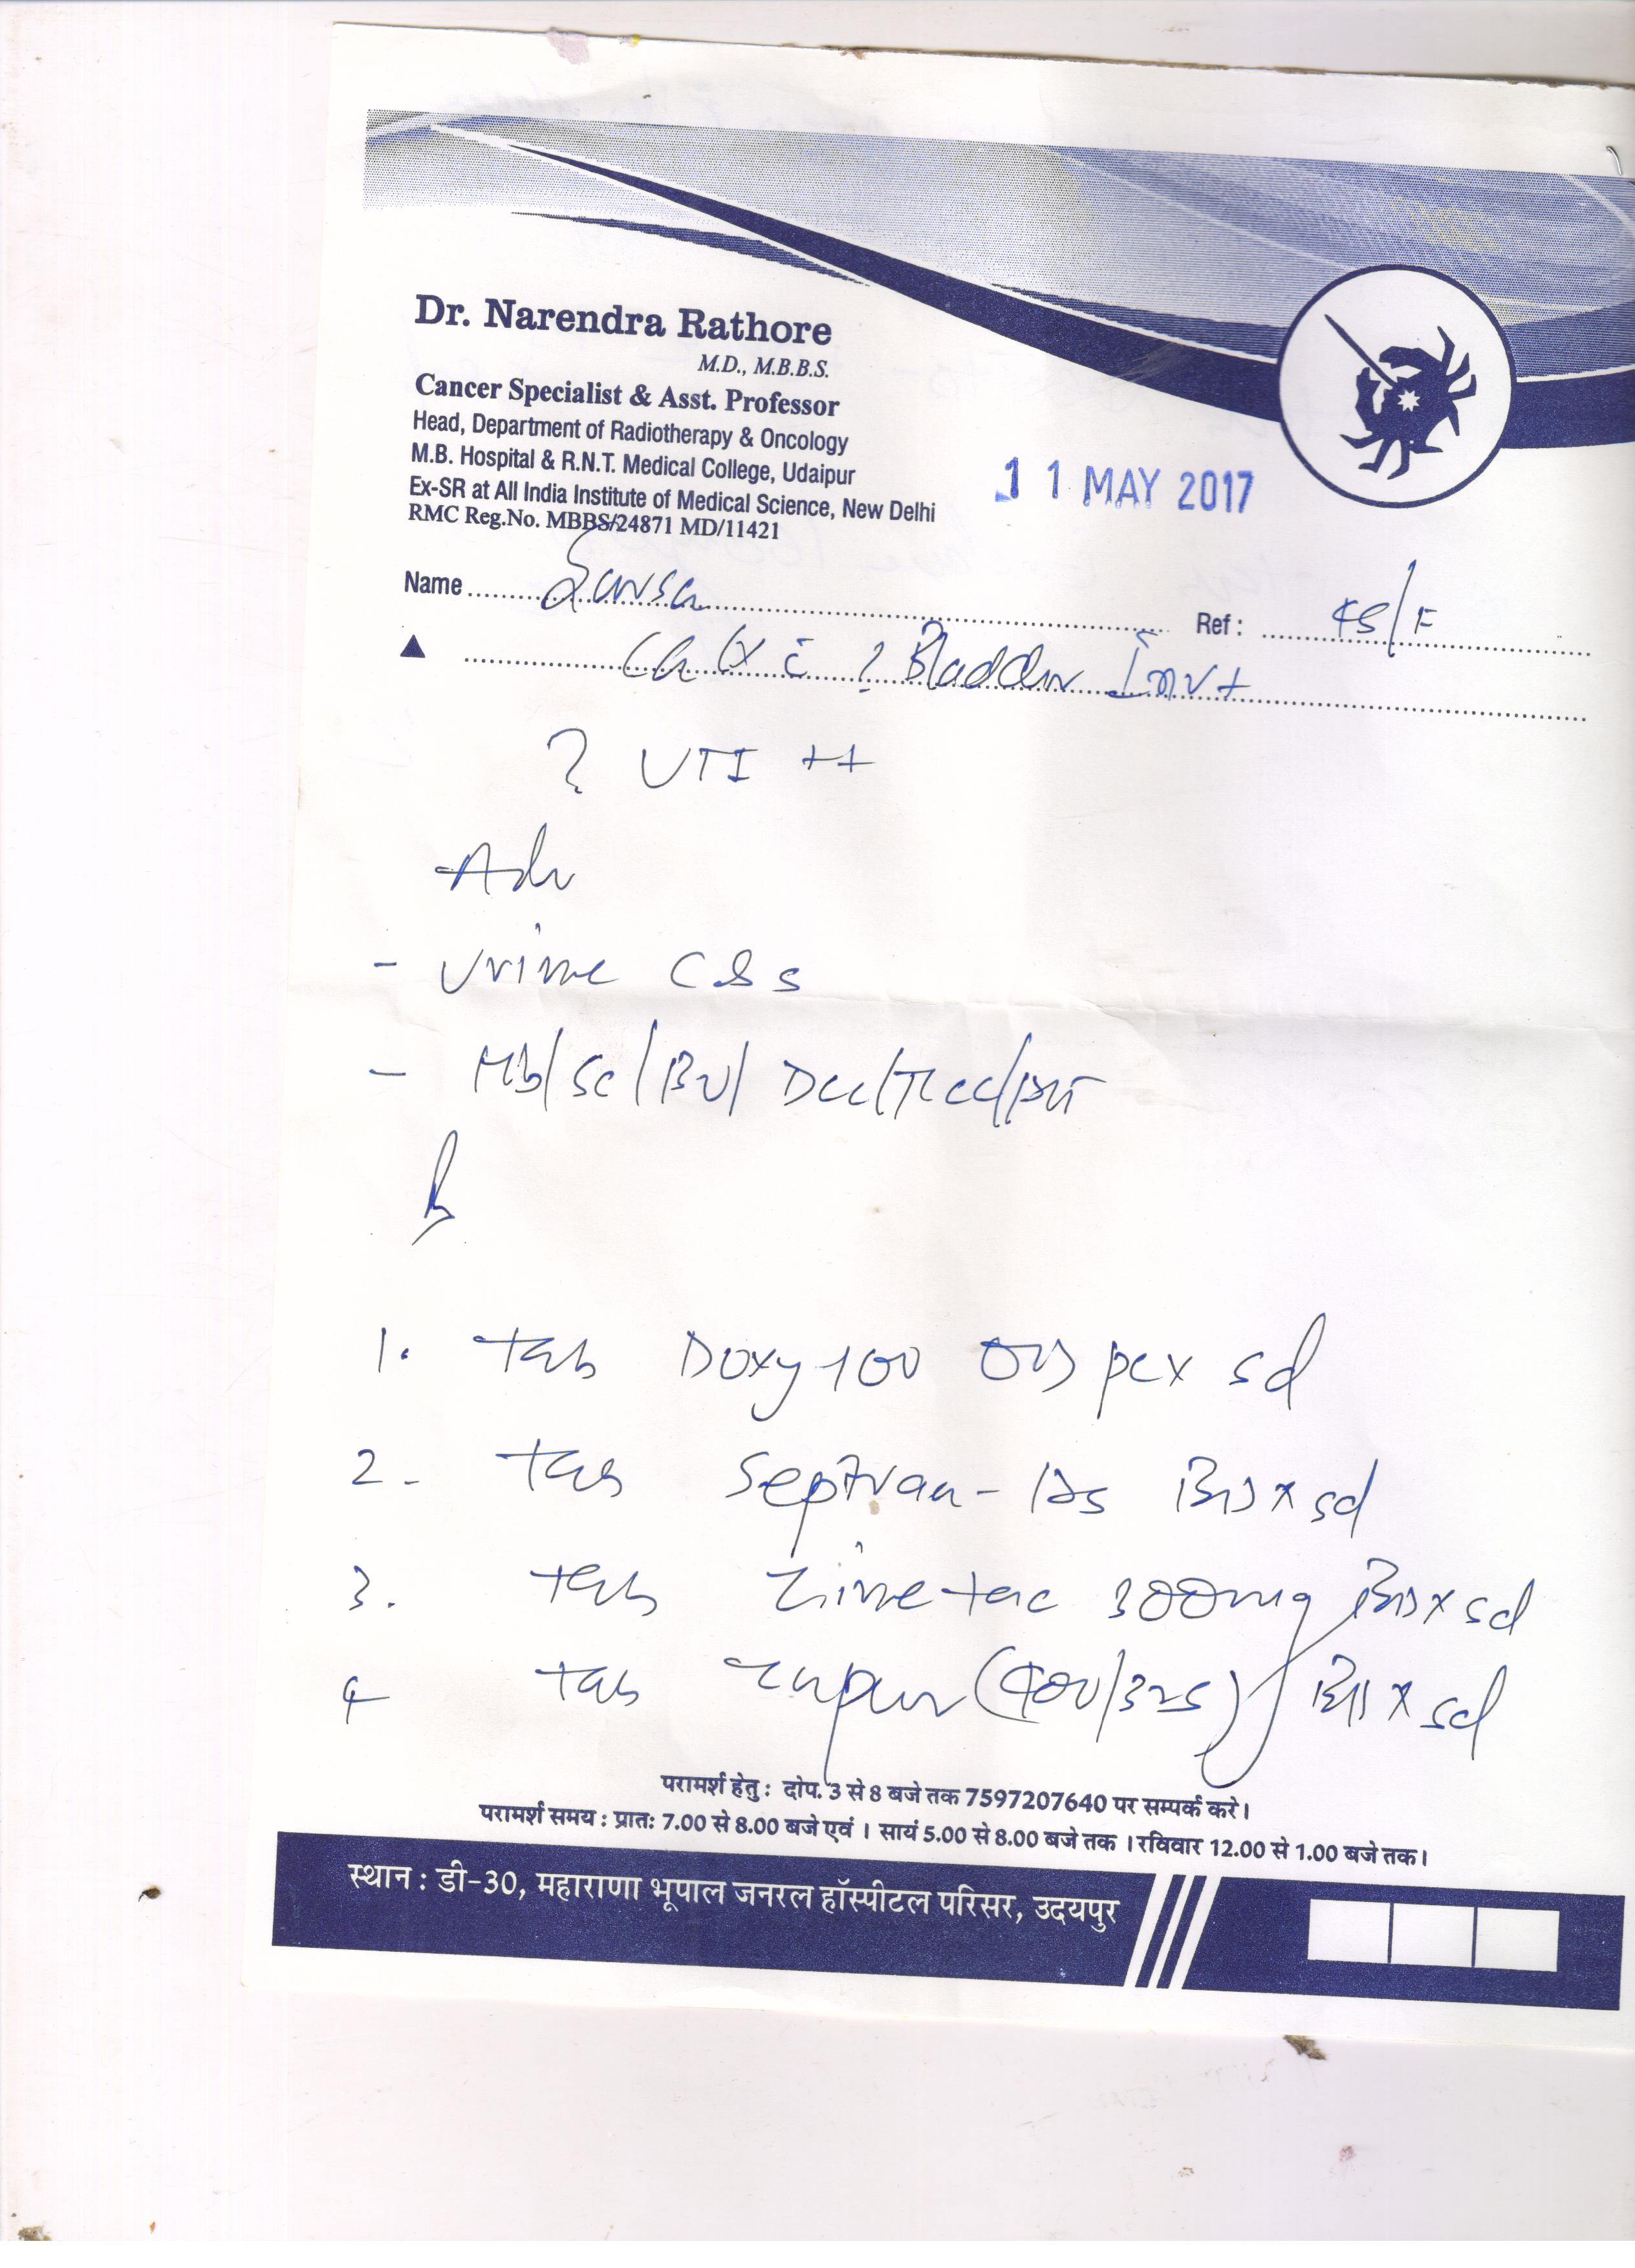 Dr. Narendra Rathore
M.D., M.B.B.S.
Cancer Specialist & Asst. Professor
Head, Department of Radiotherapy & Oncology
M.B. Hospital & R.N.T. Medical College, Udaipur
Ex-SR at All India Institute of Medical Science, New Delhi
RMC Reg.No. MBBS/24871 MD/11421
11 MAY 2017
Name
Ref : 45/F
Ca Cx c ? Bladder Inv+
? UTI ++
Adv
- Urine C&S
- Hb/Sc/BU/DLC/TLC
1. Tab Doxy 100 OD pc x 5d
2- Tab Septran-DS BD x 5d
3. Tab Zinetac 300mg BD x 5d
4 Tab (400/325) BD x 5d
परामर्श हेतु : दोप. 3 से 8 बजे तक 7597207640 पर सम्पर्क करे।
परामर्श समय : प्रातः 7.00 से 8.00 बजे एवं । सायं 5.00 से 8.00 बजे तक । रविवार 12.00 से 1.00 बजे तक।
स्थान : डी-30, महाराणा भूपाल जनरल हॉस्पीटल परिसर, उदयपुर